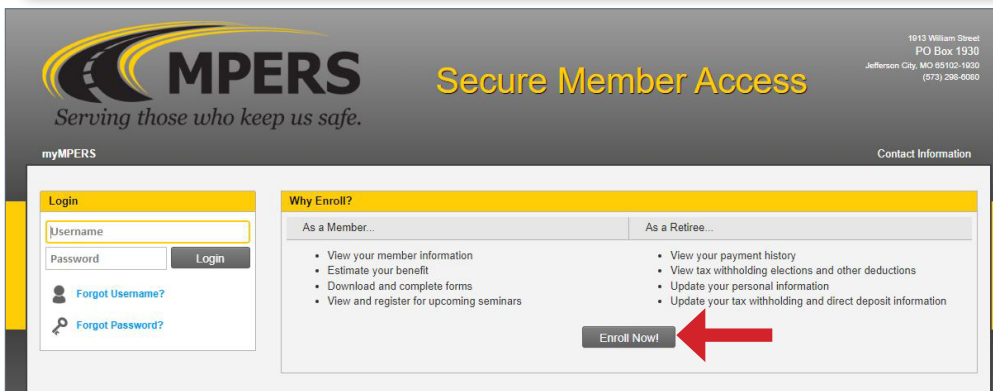 MPERS
Serving those who keep us safe.
Secure Member Access
1913 William Street
PO Box 1930
Jefferson City, MO 65102-1930
(573) 298-6080
myMPERS
Contact Information
Login
Username
Password
Login
Forgot Username?
Forgot Password?
Why Enroll?
As a Member...
• View your member information
• Estimate your benefit
• Download and complete forms
• View and register for upcoming seminars
As a Retiree...
• View your payment history
• View tax withholding elections and other deductions
• Update your personal information
• Update your tax withholding and direct deposit information
Enroll Now!